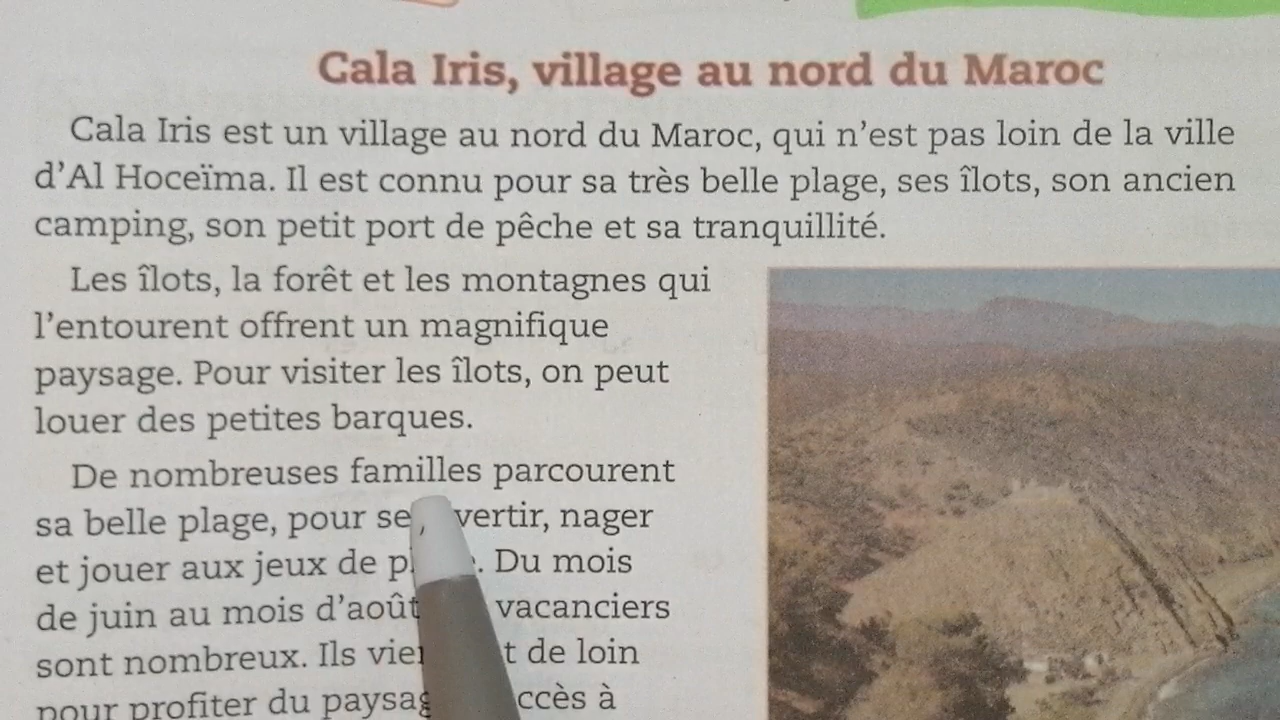 Cala Iris, village au nord du Maroc
Cala Iris est un village au nord du Maroc, qui n'est pas loin de la ville
d'Al Hoceïma. Il est connu pour sa très belle plage, ses îlots, son ancien
camping, son petit port de pêche et sa tranquillité.
Les îlots, la forêt et les montagnes qui
l'entourent offrent un magnifique
paysage. Pour visiter les îlots, on peut
louer des petites barques.
De nombreuses familles parcourent
sa belle plage, pour se vertir, nager
et jouer aux jeux de Du mois
de juin au mois d'août vacanciers
sont nombreux. Ils de loin
pour profiter du à